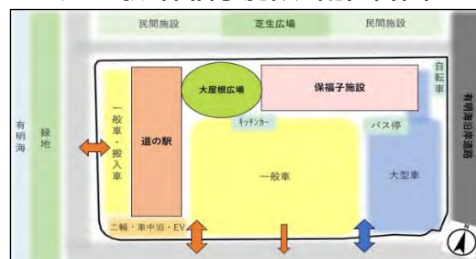 民間施設
芝生広場
民間施設
自転車
大屋根広場
保福子施設
有明海沿岸道路
有明海
緑地
一般車・搬入車
道の駅
キッチンカー
バス停
一般車
大型車
二輪・車中泊・EV
N